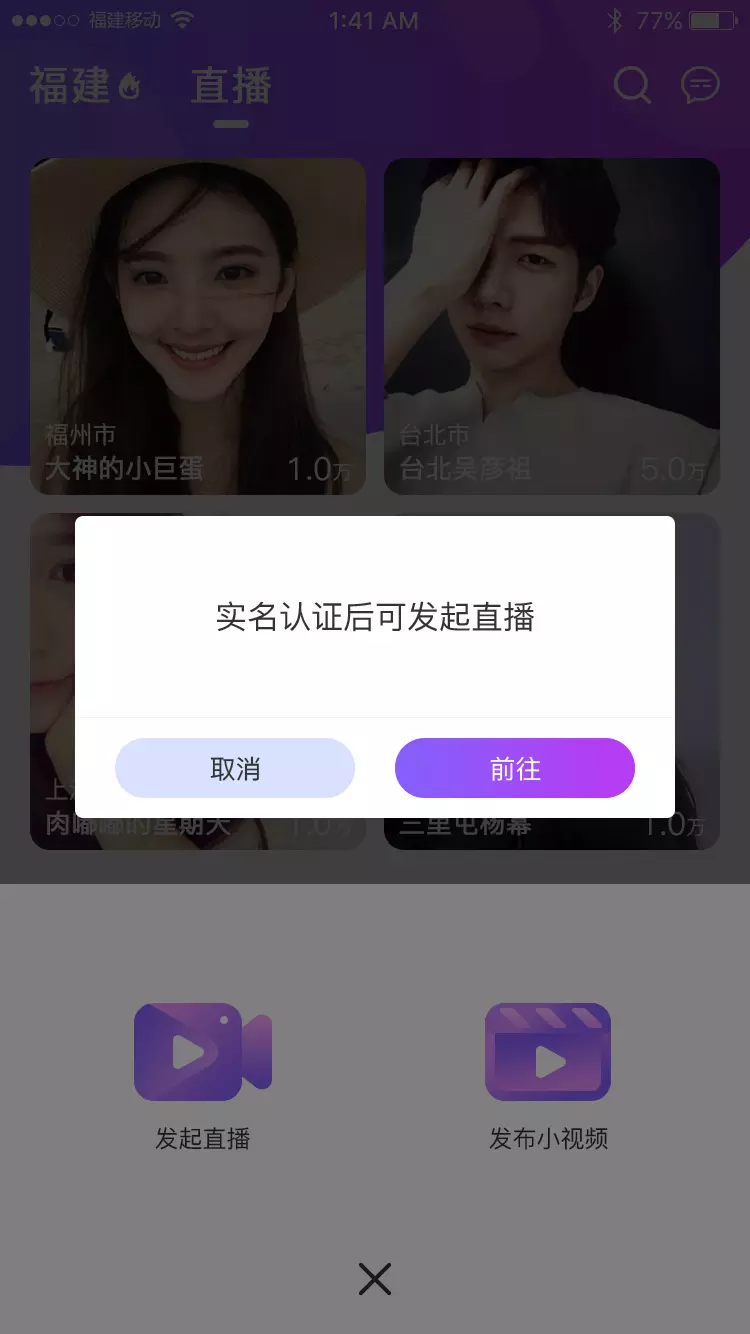 福建移动 1:41 AM 77%
福建 直播
福州市
大神的小巨蛋 1.0万
台北市
台北吴彦祖 5.0万
实名认证后可发起直播
取消 前往
上
肉嘟嘟的星期天 1.0万
三里屯杨幂 1.0万
发起直播 发布小视频